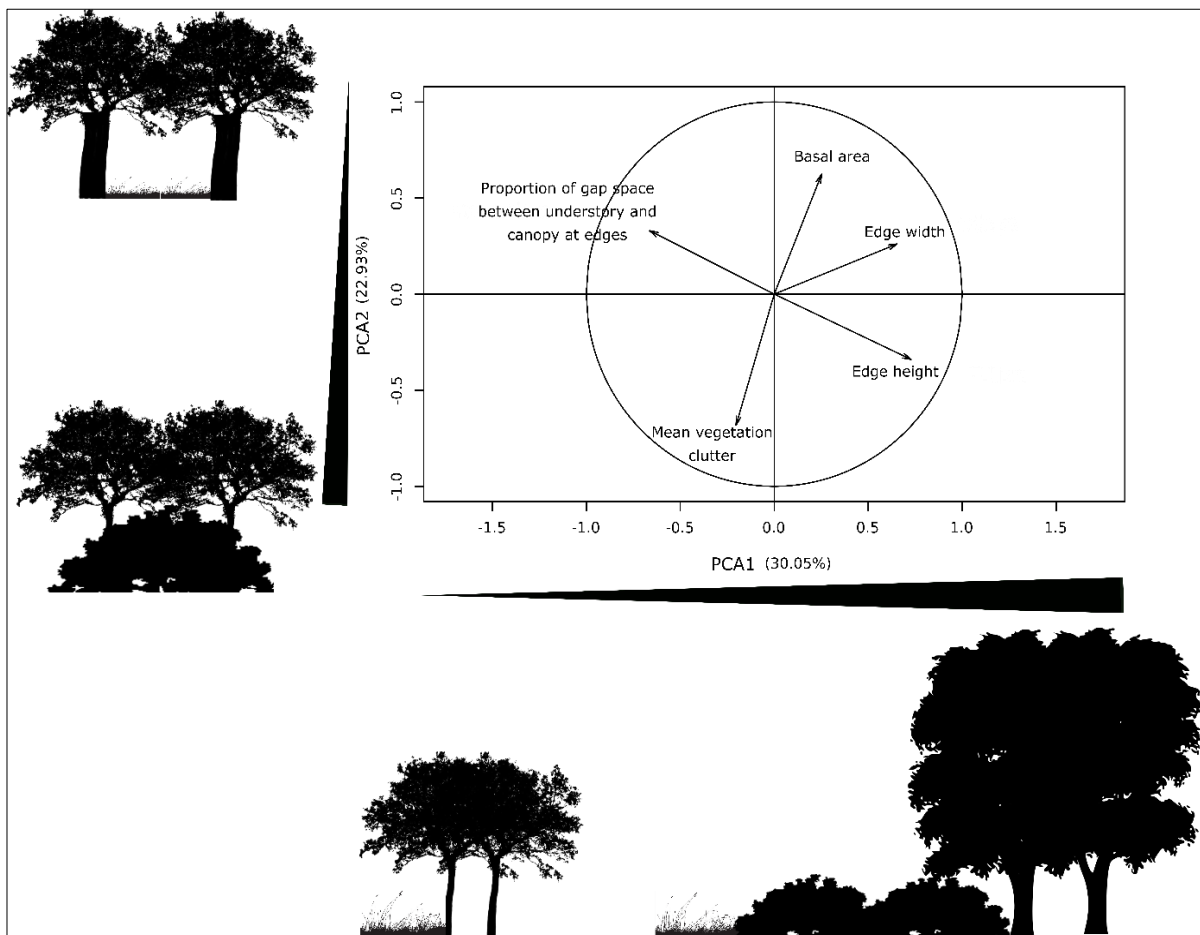 1.0
0.5
0.0
-0.5
-1.0
PCA2 (22.93%)
Basal area
Proportion of gap space
between understory and
canopy at edges
Edge width
Edge height
Mean vegetation
clutter
-1.5
-1.0
-0.5
0.0
0.5
1.0
1.5
PCA1 (30.05%)